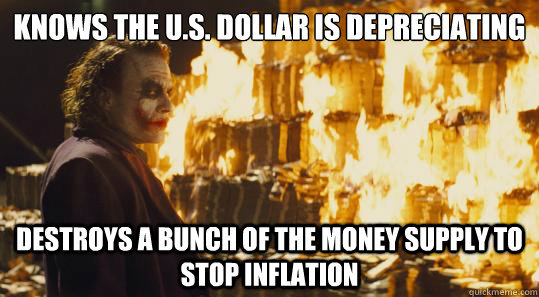 KNOWS THE U.S. DOLLAR IS DEPRECIATING
DESTROYS A BUNCH OF THE MONEY SUPPLY TO
STOP INFLATION
quickmeme.com